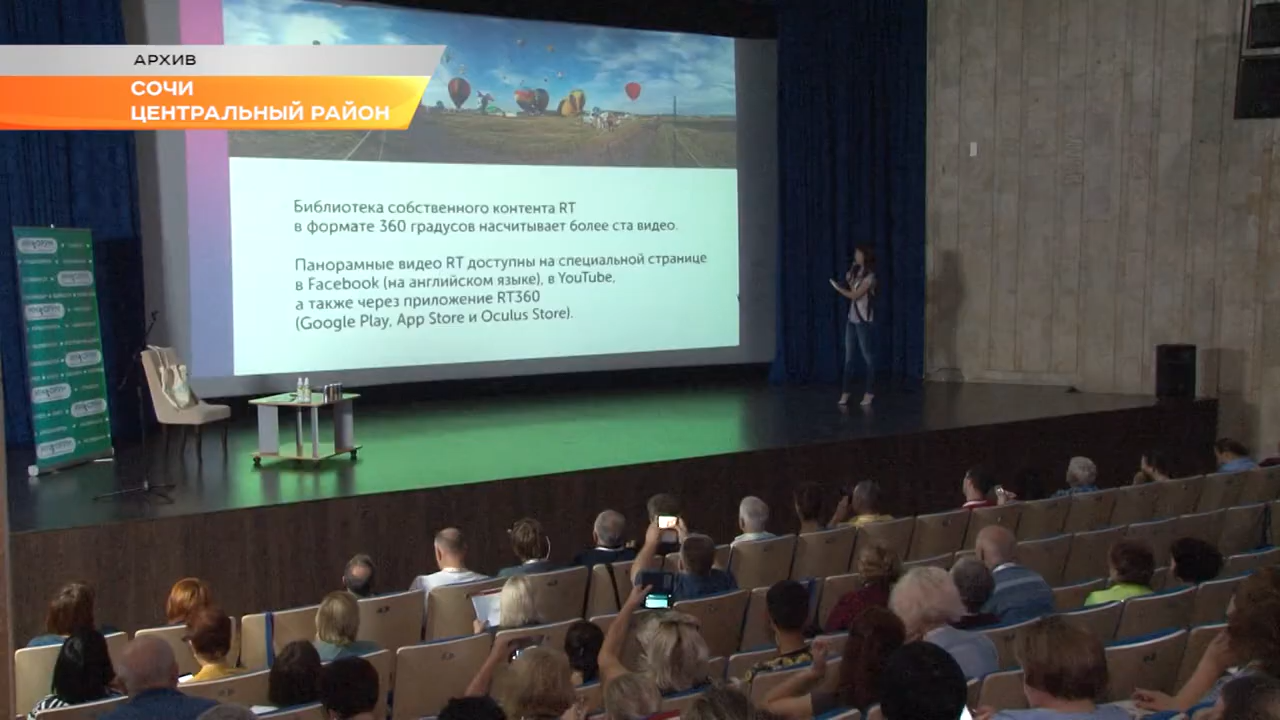 АРХИВ
СОЧИ
ЦЕНТРАЛЬНЫЙ РАЙОН
Библиотека собственного контента RT
в формате 360 градусов насчитывает более ста видео.
Панорамные видео RT доступны на специальной странице
в Facebook (на английском языке), в YouTube,
а также через приложение RT360
(Google Play, App Store и Oculus Store).